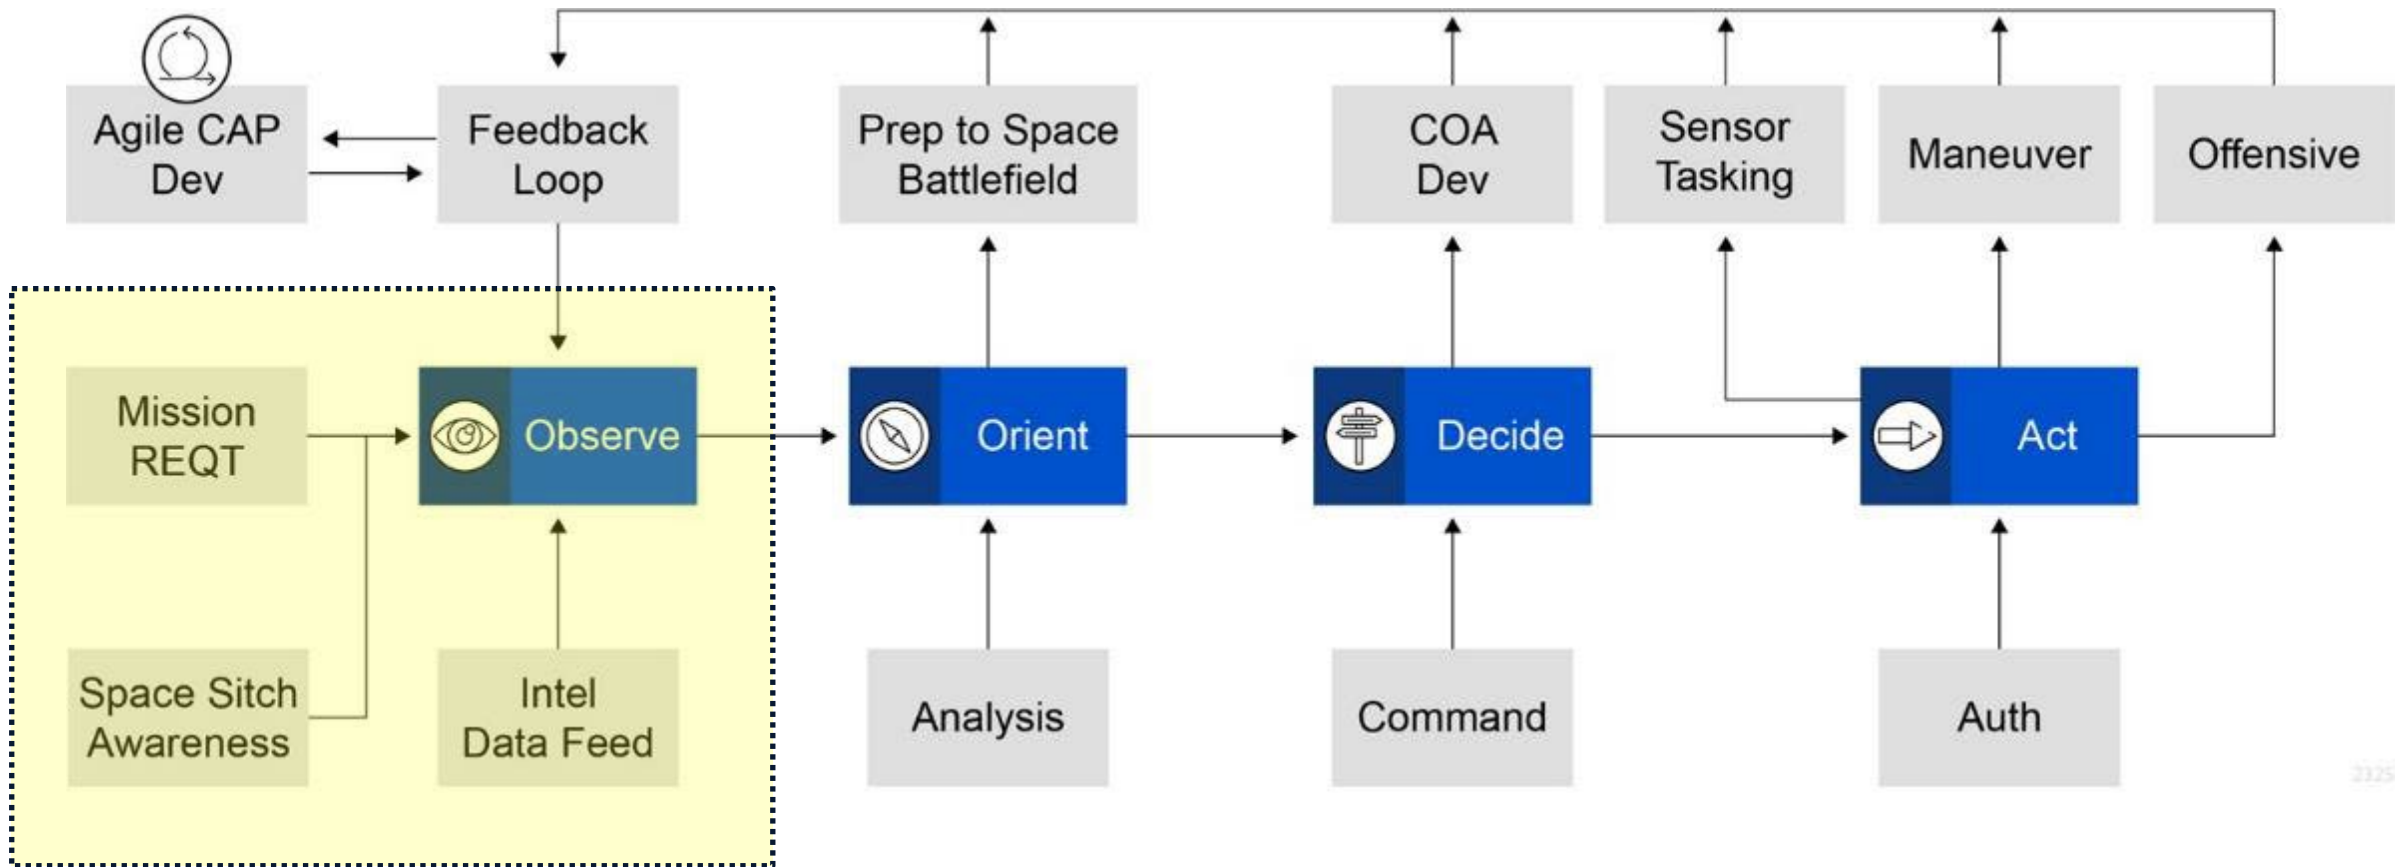 Agile CAP
Dev
Feedback
Loop
Prep to Space
Battlefield
COA
Dev
Sensor
Tasking
Maneuver
Offensive
Mission
REQT
Observe
Orient
Decide
Act
Space Sitch
Awareness
Intel
Data Feed
Analysis
Command
Auth
2325